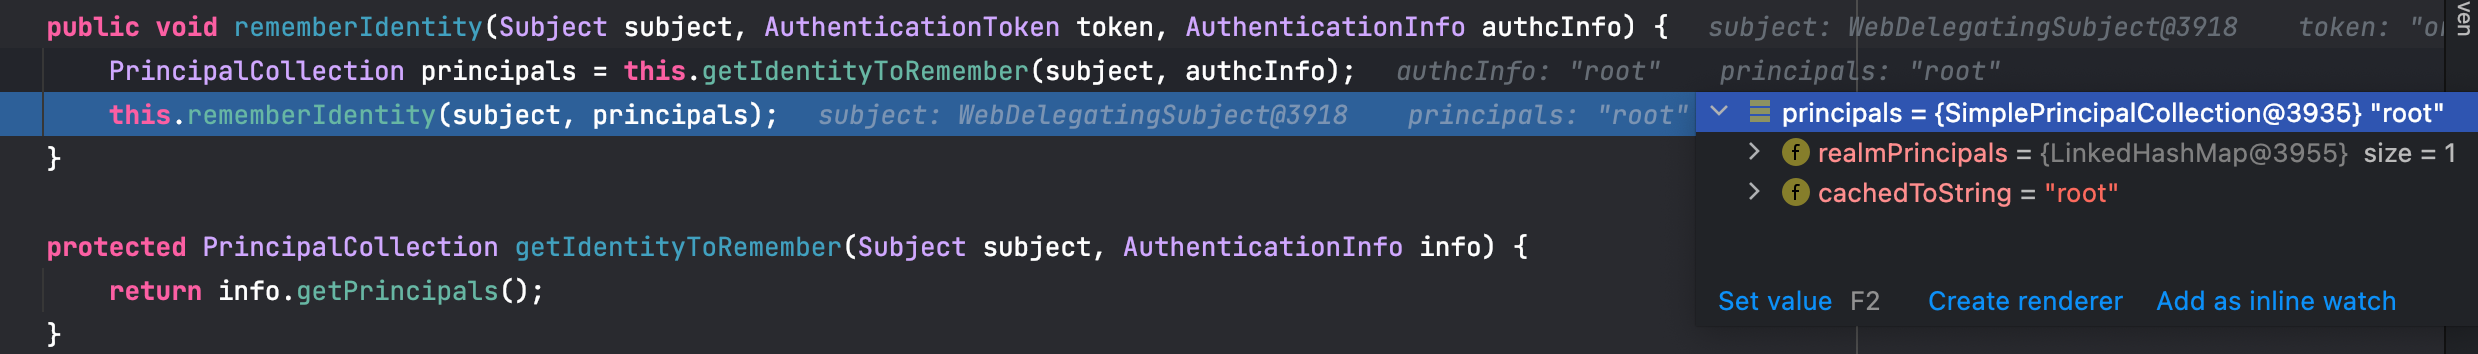 public void rememberIdentity(Subject subject, AuthenticationToken token, AuthenticationInfo authcInfo) { subject: WebDelegatingSubject@3918 token: "or
PrincipalCollection principals = this.getIdentityToRemember(subject, authcInfo); authcInfo: "root" principals: "root"
this.rememberIdentity(subject, principals); subject: WebDelegatingSubject@3918 principals: "root"
}
protected PrincipalCollection getIdentityToRemember(Subject subject, AuthenticationInfo info) {
return info.getPrincipals();
}
principals = {SimplePrincipalCollection@3935} "root"
f realmPrincipals = {LinkedHashMap@3955} size = 1
f cachedToString = "root"
Set value F2 Create renderer Add as inline watch
ven